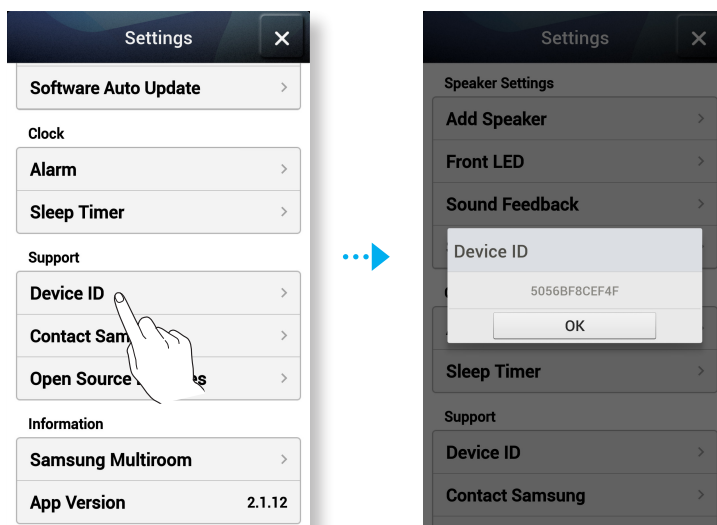 Settings
Software Auto Update
Clock
Alarm
Sleep Timer
Support
Device ID
Contact Sam
Open Source
es
Information
Samsung Multiroom
App Version 2.1.12
Settings
Speaker Settings
Add Speaker
Front LED
Sound Feedback
Device ID
5056BF8CEF4F
OK
Sleep Timer
Support
Device ID
Contact Samsung